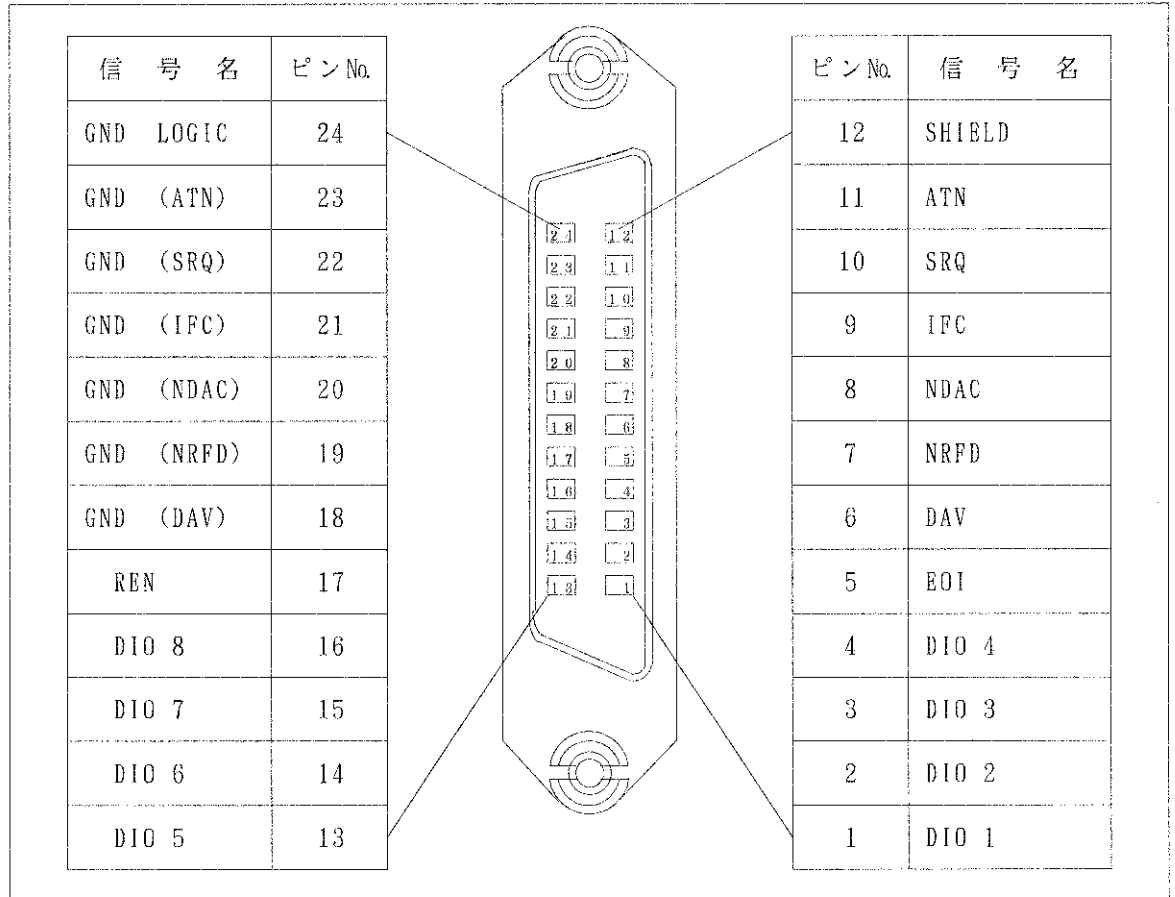 信 号 名 ピンNo.
GND LOGIC 24
GND (ATN) 23
GND (SRQ) 22
GND (IFC) 21
GND (NDAC) 20
GND (NRFD) 19
GND (DAV) 18
REN 17
DIO 8 16
DIO 7 15
DIO 6 14
DIO 5 13
24 12
23 11
22 10
21 9
20 8
19 7
18 6
17 5
16 4
15 3
14 2
13 1
ピンNo. 信 号 名
12 SHIELD
11 ATN
10 SRQ
9 IFC
8 NDAC
7 NRFD
6 DAV
5 EOI
4 DIO 4
3 DIO 3
2 DIO 2
1 DIO 1